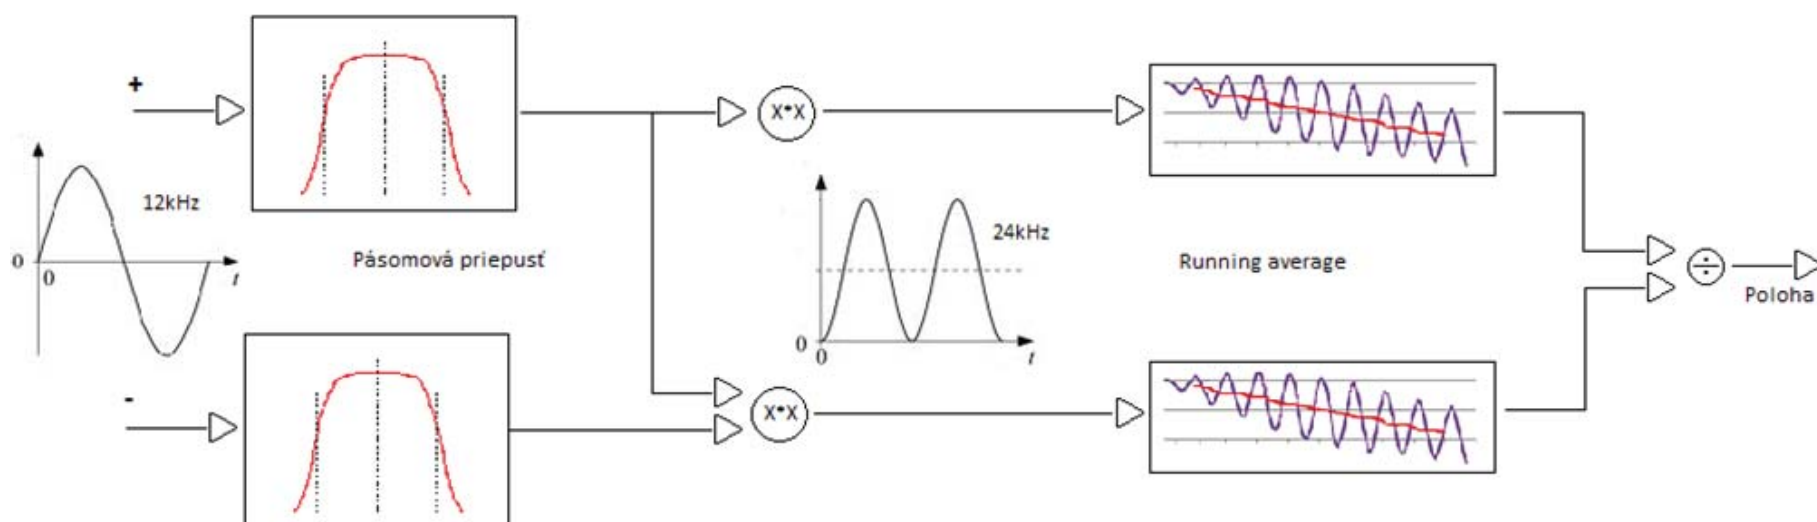 +
12kHz
0
0
t
Pásomová priepusť
-
X*X
24kHz
0
0
t
X*X
Running average
÷
Poloha